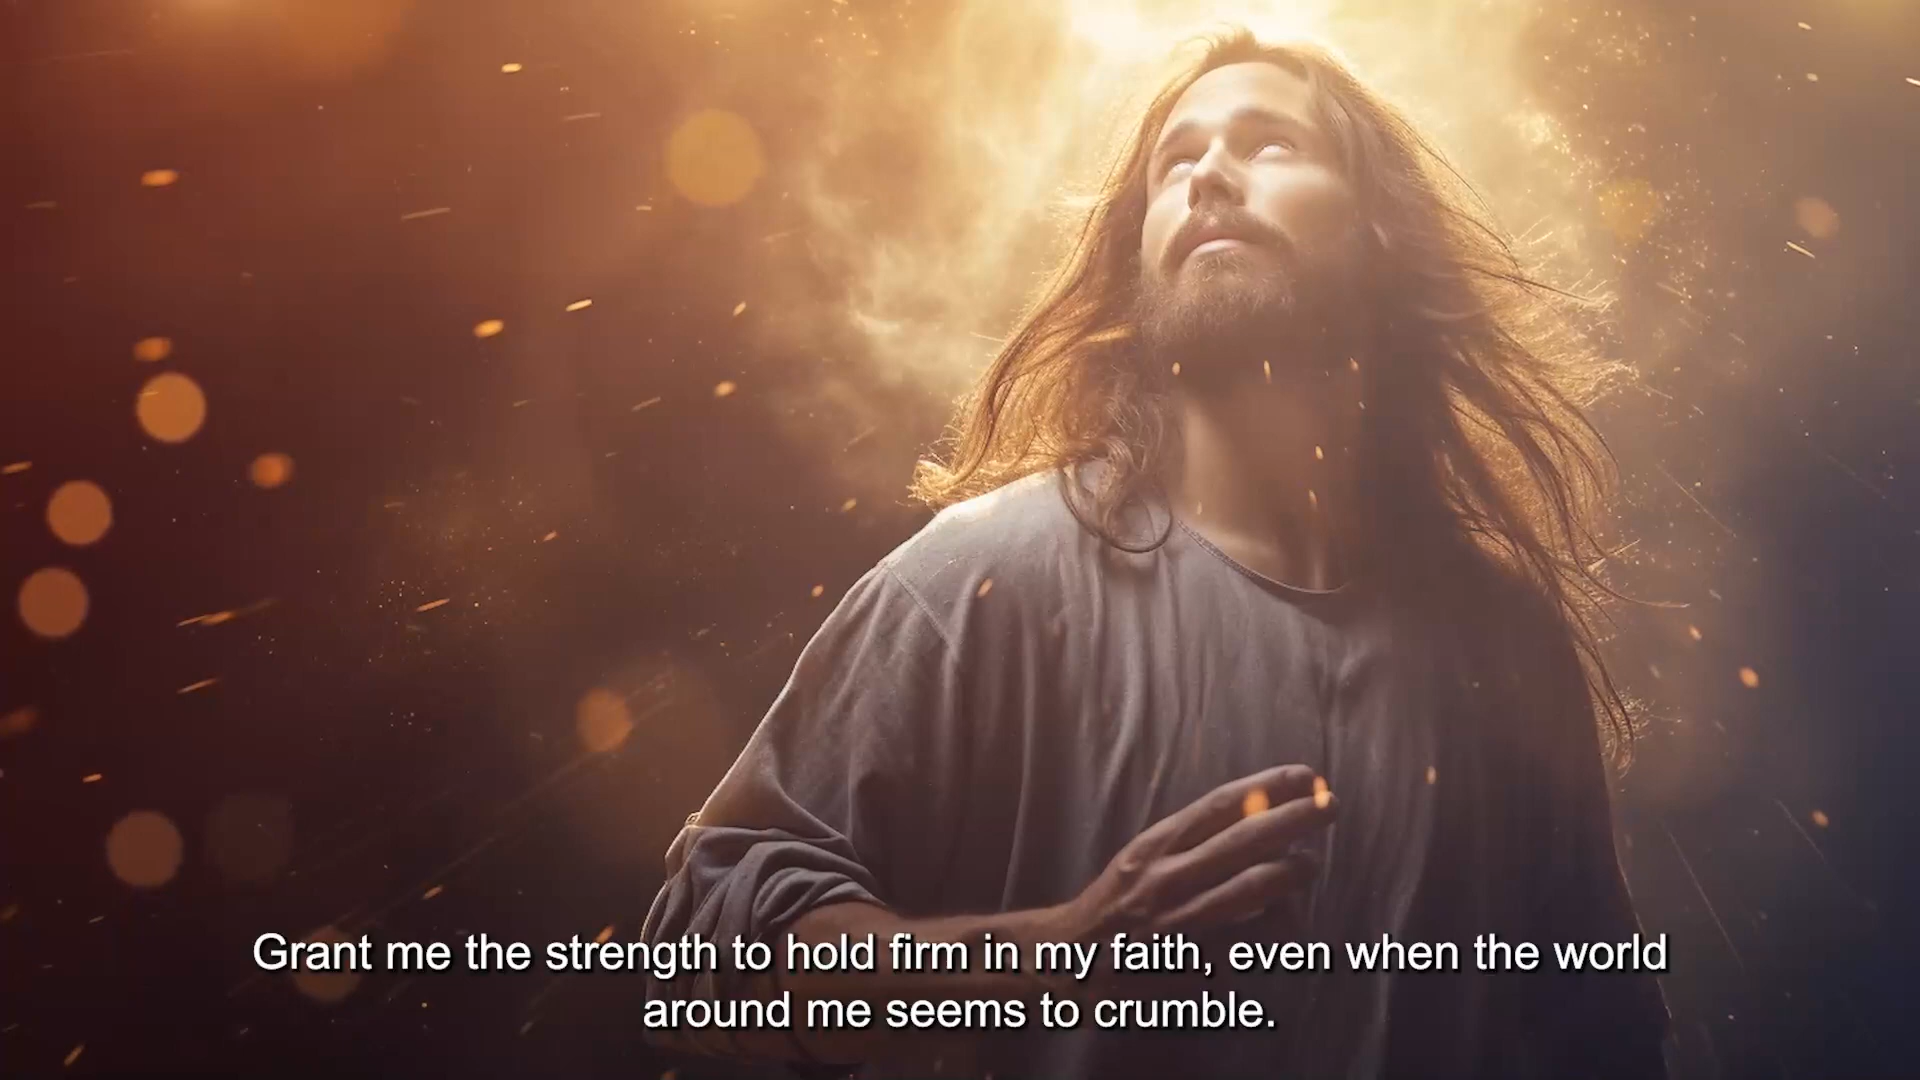 Grant me the strength to hold firm in my faith, even when the world
around me seems to crumble.